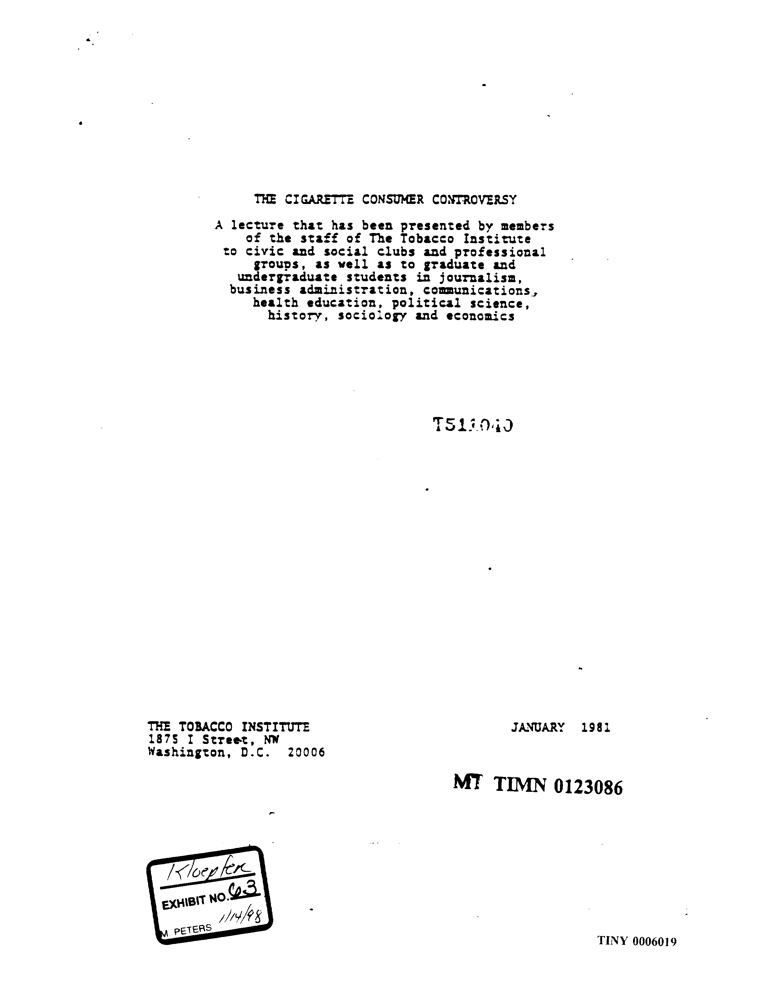 THE CIGARETTE CONSUMER CONTROVERSY
A lecture that has been presented by members
of the staff of The Tobacco Institute
to civic and social clubs and professional
groups, as well as to graduate and
undergraduate students in journalism,
business administration, communications,
health education, political science,
history, sociology and economics
THE TOBACCO INSTITUTE
1875 I Street, NW
Washington, D.C. 20006
JANUARY 1981
MT TIMN 0123086
Kloepfer
EXHIBIT NO. 63
1/14/98
M PETERS
TINY 0006019